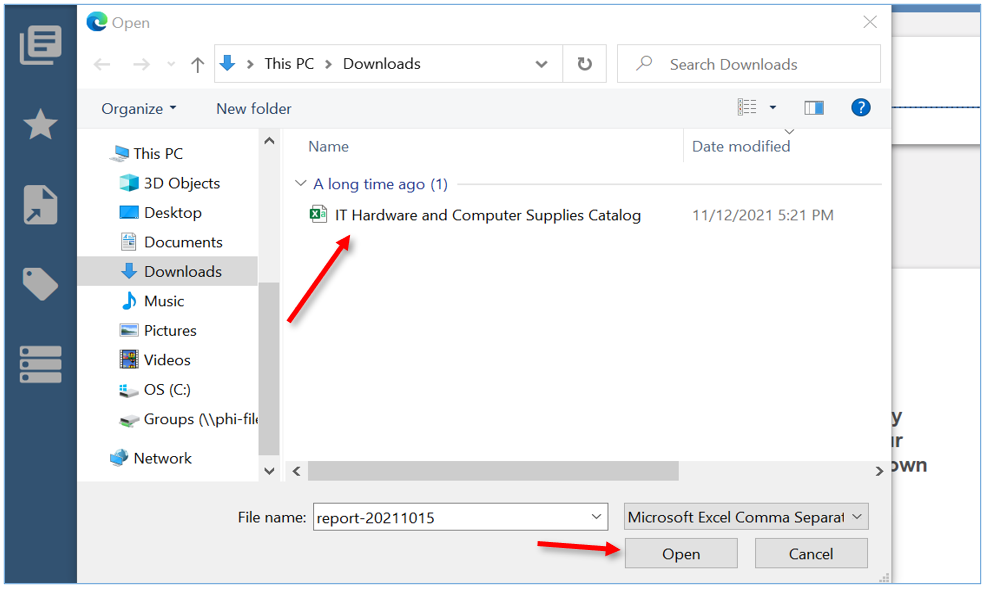 Open
This PC > Downloads
Search Downloads
Organize
New folder
?
Name
Date modified
This PC
3D Objects
Desktop
Documents
Downloads
Music
Pictures
Videos
OS (C:)
Groups (\\phi-file
Network
A long time ago (1)
IT Hardware and Computer Supplies Catalog
11/12/2021 5:21 PM
y
ur
own
File name:
report-20211015
Microsoft Excel Comma Separat
Open
Cancel